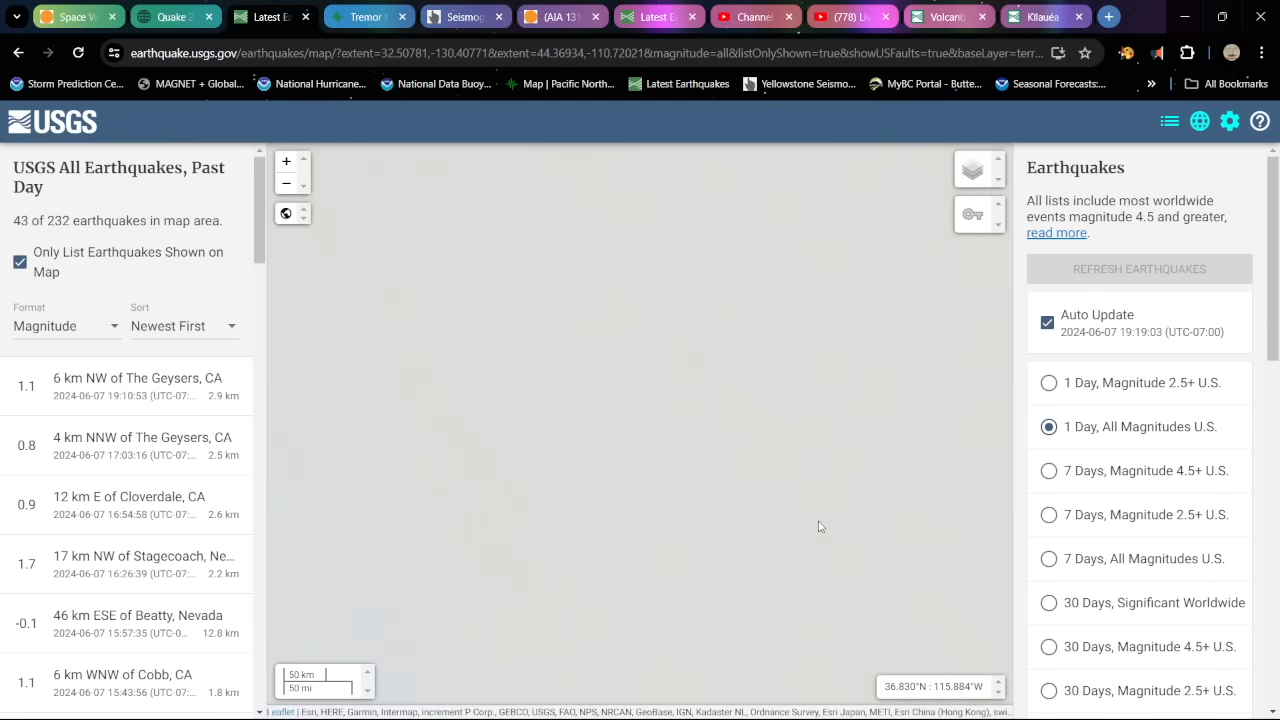 Space W
Quake 2
Latest E
Tremor
Seismog
(AIA 131
Latest E
Channel
(778) Liv
Volcano
Kīlauea
earthquake.usgs.gov/earthquakes/map/?extent=32.50781,-130.40771&extent=44.36934,-110.72021&magnitude=all&listOnlyShown=true&showUSFaults=true&baseLayer=terr...
Storm Prediction Ce...
MAGNET + Global...
National Hurricane...
National Data Buoy...
Map | Pacific North...
Latest Earthquakes
Yellowstone Seismo...
MyBC Portal - Butte...
Seasonal Forecasts:...
»
All Bookmarks
USGS
USGS All Earthquakes, Past
Day
43 of 232 earthquakes in map area.
Only List Earthquakes Shown on
Map
Format
Magnitude
Sort
Newest First
1.1
6 km NW of The Geysers, CA
2024-06-07 19:10:53 (UTC-07:... 2.9 km
0.8
4 km NNW of The Geysers, CA
2024-06-07 17:03:16 (UTC-07:... 2.5 km
0.9
12 km E of Cloverdale, CA
2024-06-07 16:54:58 (UTC-07:... 2.6 km
1.7
17 km NW of Stagecoach, Ne...
2024-06-07 16:26:39 (UTC-07:... 2.2 km
-0.1
46 km ESE of Beatty, Nevada
2024-06-07 15:57:35 (UTC-0... 12.8 km
1.1
6 km WNW of Cobb, CA
2024-06-07 15:43:56 (UTC-07:... 1.8 km
+
−
50 km
50 mi
36.830°N : 115.884°W
Leaflet | Esri, HERE, Garmin, Intermap, increment P Corp., GEBCO, USGS, FAO, NPS, NRCAN, GeoBase, IGN, Kadaster NL, Ordnance Survey, Esri Japan, METI, Esri China (Hong Kong), swi...
Earthquakes
All lists include most worldwide
events magnitude 4.5 and greater,
read more.
REFRESH EARTHQUAKES
Auto Update
2024-06-07 19:19:03 (UTC-07:00)
1 Day, Magnitude 2.5+ U.S.
1 Day, All Magnitudes U.S.
7 Days, Magnitude 4.5+ U.S.
7 Days, Magnitude 2.5+ U.S.
7 Days, All Magnitudes U.S.
30 Days, Significant Worldwide
30 Days, Magnitude 4.5+ U.S.
30 Days, Magnitude 2.5+ U.S.